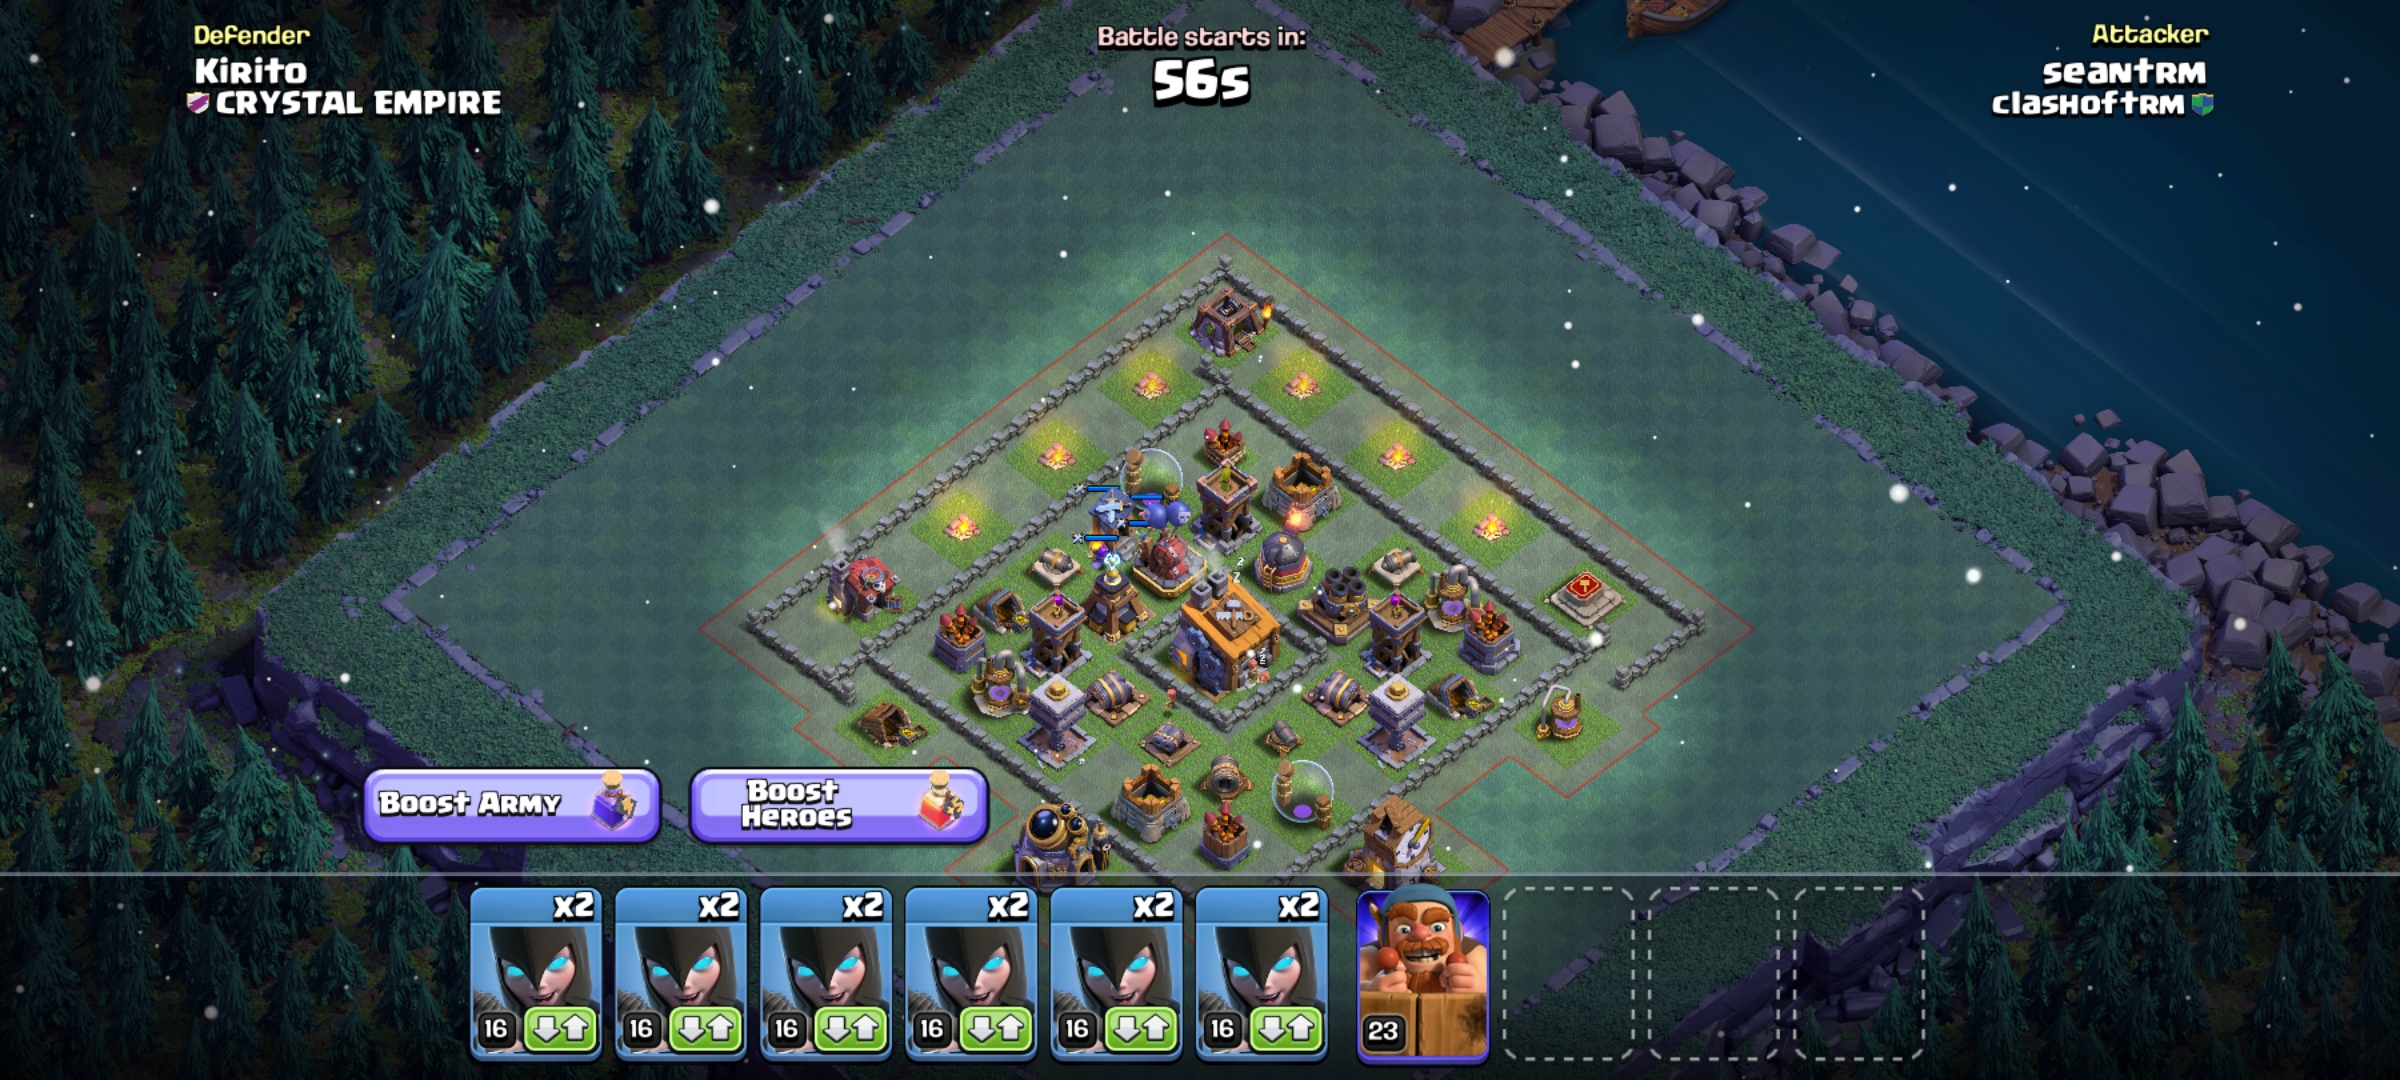 Defender
Kirito
CRYSTAL EMPIRE
Battle starts in:
56s
Attacker
seantRM
clashoftRM
Boost Army
Boost
Heroes
x2
x2
x2
x2
x2
x2
16
16
16
16
16
16
23